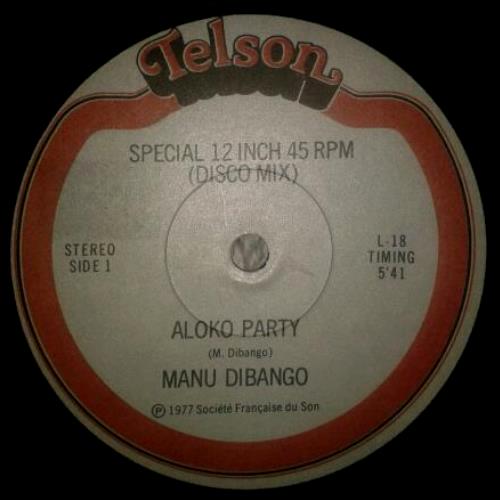 Telson
SPECIAL 12 INCH 45 RPM
(DISCO MIX)
STEREO
SIDE 1
L-18
TIMING
5'41
ALOKO PARTY
(M. Dibango)
MANU DIBANGO
℗ 1977 Société Française du Son